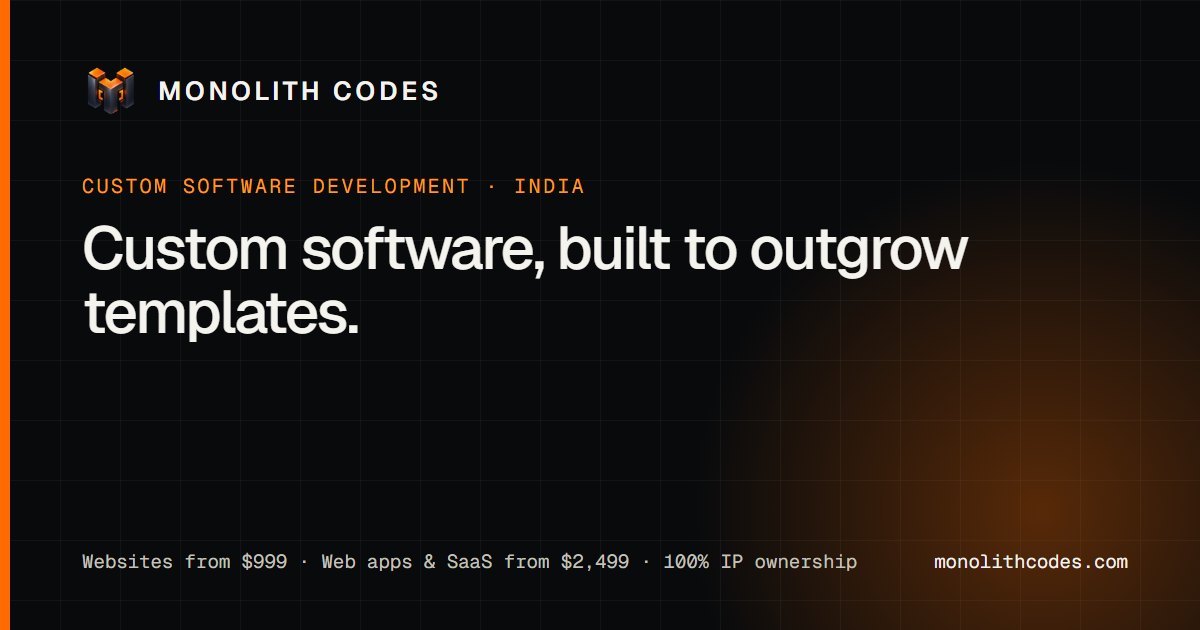 MONOLITH CODES
CUSTOM SOFTWARE DEVELOPMENT · INDIA
Custom software, built to outgrow
templates.
Websites from $999 · Web apps & SaaS from $2,499 · 100% IP ownership
monolithcodes.com